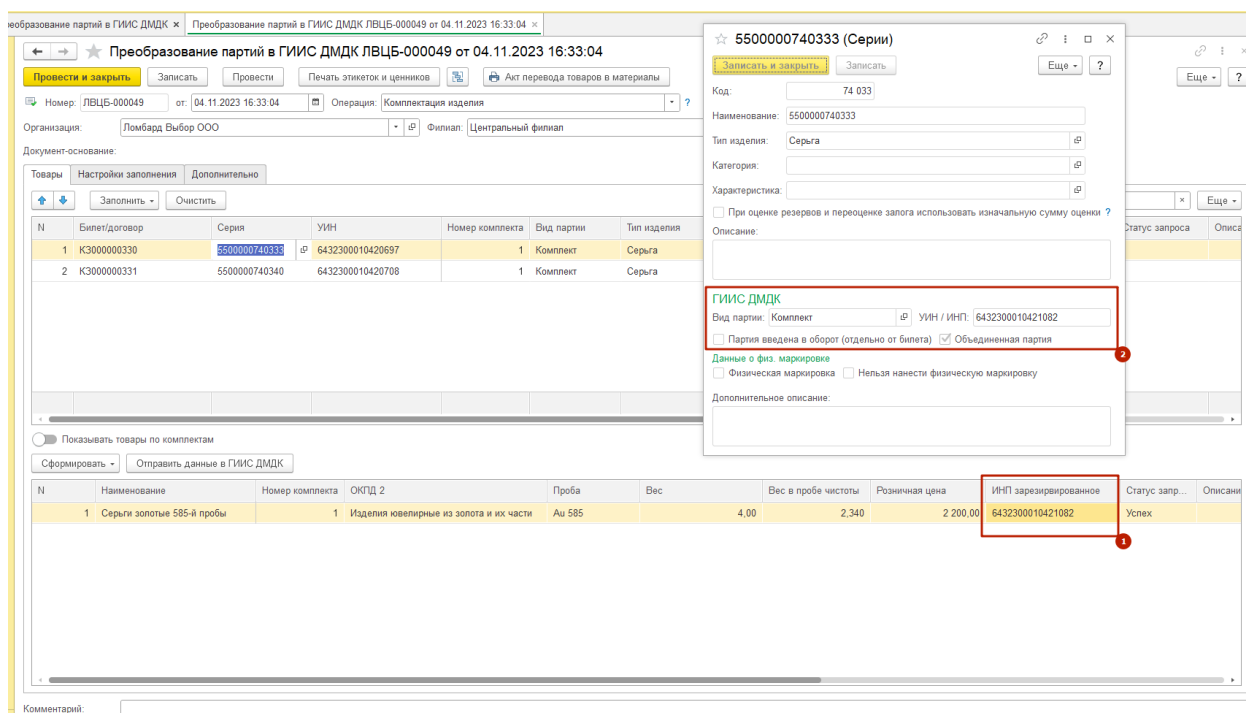 реобразование партий в ГИИС ДМДК × Преобразование партий в ГИИС ДМДК ЛВЦБ-000049 от 04.11.2023 16:33:04 ×
Преобразование партий в ГИИС ДМДК ЛВЦБ-000049 от 04.11.2023 16:33:04
Провести и закрыть Записать Провести Печать этикеток и ценников Акт перевода товаров в материалы Еще ?
Номер: ЛВЦБ-000049 от: 04.11.2023 16:33:04 Операция: Комплектация изделия ?
Организация: Ломбард Выбор ООО Филиал: Центральный филиал
Документ-основание:
Товары Настройки заполнения Дополнительно
Заполнить Очистить × Еще
N Билет/договор Серия УИН Номер комплекта Вид партии Тип изделия Статус запроса Описа
1 К3000000330 5500000740333 6432300010420697 1 Комплект Серьга
2 К3000000331 5500000740340 6432300010420708 1 Комплект Серьга
5500000740333 (Серии)
Записать и закрыть Записать Еще ?
Код: 74 033
Наименование: 5500000740333
Тип изделия: Серьга
Категория:
Характеристика:
При оценке резервов и переоценке залога использовать изначальную сумму оценки ?
Описание:
ГИИС ДМДК
Вид партии: Комплект УИН / ИНП: 6432300010421082
Партия введена в оборот (отдельно от билета) Объединенная партия
2
Данные о физ. маркировке
Физическая маркировка Нельзя нанести физическую маркировку
Дополнительное описание:
Показывать товары по комплектам
Сформировать Отправить данные в ГИИС ДМДК
N Наименование Номер комплекта ОКПД 2 Проба Вес Вес в пробе чистоты Розничная цена ИНП зарезирвированное Статус запр... Описани
1 Серьги золотые 585-й пробы 1 Изделия ювелирные из золота и их части Au 585 4,00 2,340 2 200,00 6432300010421082 Успех
1
Комментарий: